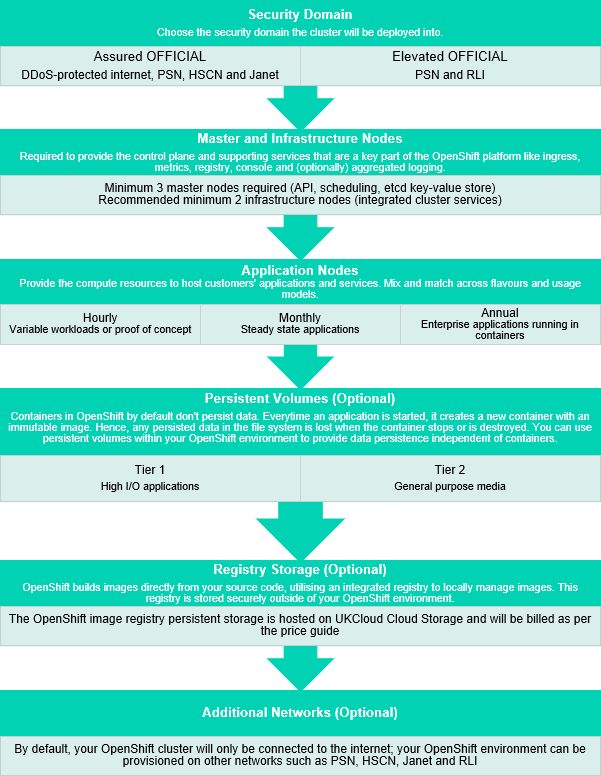 Security Domain
Choose the security domain the cluster will be deployed into.
Assured OFFICIAL
DDoS-protected internet, PSN, HSCN and Janet
Elevated OFFICIAL
PSN and RLI
Master and Infrastructure Nodes
Required to provide the control plane and supporting services that are a key part of the OpenShift platform like ingress,
metrics, registry, console and (optionally) aggregated logging.
Minimum 3 master nodes required (API, scheduling, etcd key-value store)
Recommended minimum 2 infrastructure nodes (integrated cluster services)
Application Nodes
Provide the compute resources to host customers' applications and services. Mix and match across flavours and usage
models.
Hourly
Variable workloads or proof of concept
Monthly
Steady state applications
Annual
Enterprise applications running in
containers
Persistent Volumes (Optional)
Containers in OpenShift by default don't persist data. Everytime an application is started, it creates a new container with an
immutable image. Hence, any persisted data in the file system is lost when the container stops or is destroyed. You can use
persistent volumes within your OpenShift environment to provide data persistence independent of containers.
Tier 1
High I/O applications
Tier 2
General purpose media
Registry Storage (Optional)
OpenShift builds images directly from your source code, utilising an integrated registry to locally manage images. This
registry is stored securely outside of your OpenShift environment.
The OpenShift image registry persistent storage is hosted on UKCloud Cloud Storage and will be billed as per
the price guide
Additional Networks (Optional)
By default, your OpenShift cluster will only be connected to the internet; your OpenShift environment can be
provisioned on other networks such as PSN, HSCN, Janet and RLI